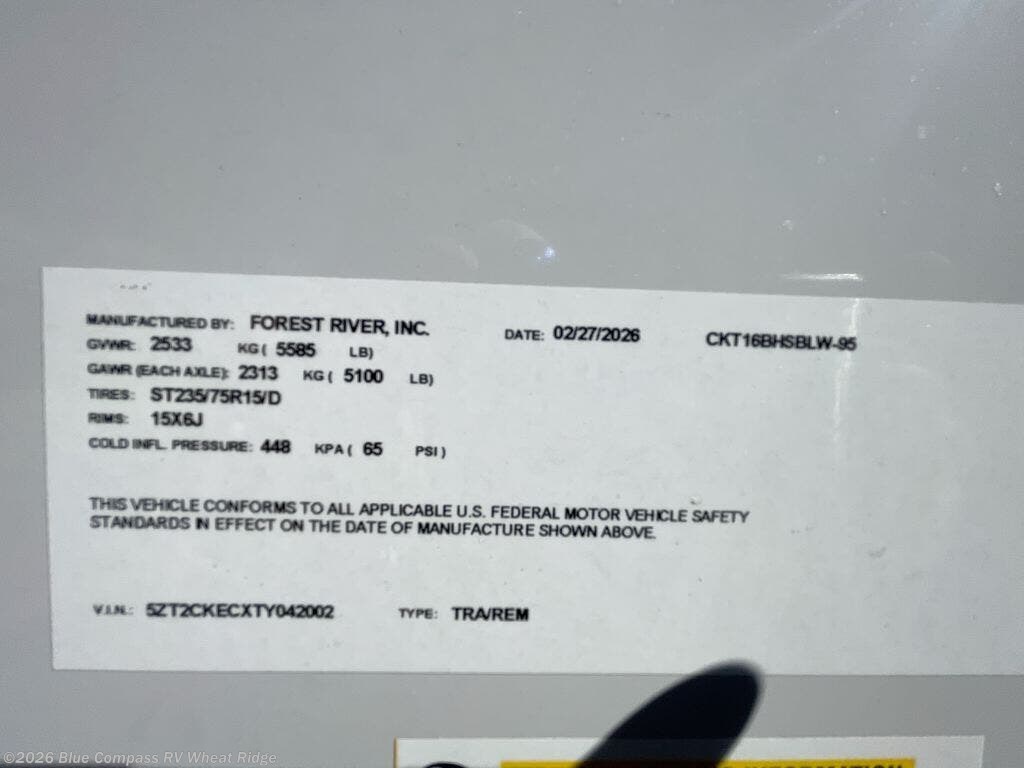 MANUFACTURED BY: FOREST RIVER, INC. DATE: 02/27/2026 CKT16BHSBLW-95
GVWR: 2533 KG ( 5585 LB)
GAWR (EACH AXLE): 2313 KG ( 5100 LB)
TIRES: ST235/75R15/D
RIMS: 15X6J
COLD INFL. PRESSURE: 448 KPA ( 65 PSI )
THIS VEHICLE CONFORMS TO ALL APPLICABLE U.S. FEDERAL MOTOR VEHICLE SAFETY
STANDARDS IN EFFECT ON THE DATE OF MANUFACTURE SHOWN ABOVE.
V.I.N.: 5ZT2CKECXTY042002 TYPE: TRA/REM
©2026 Blue Compass RV Wheat Ridge
INFORMATION